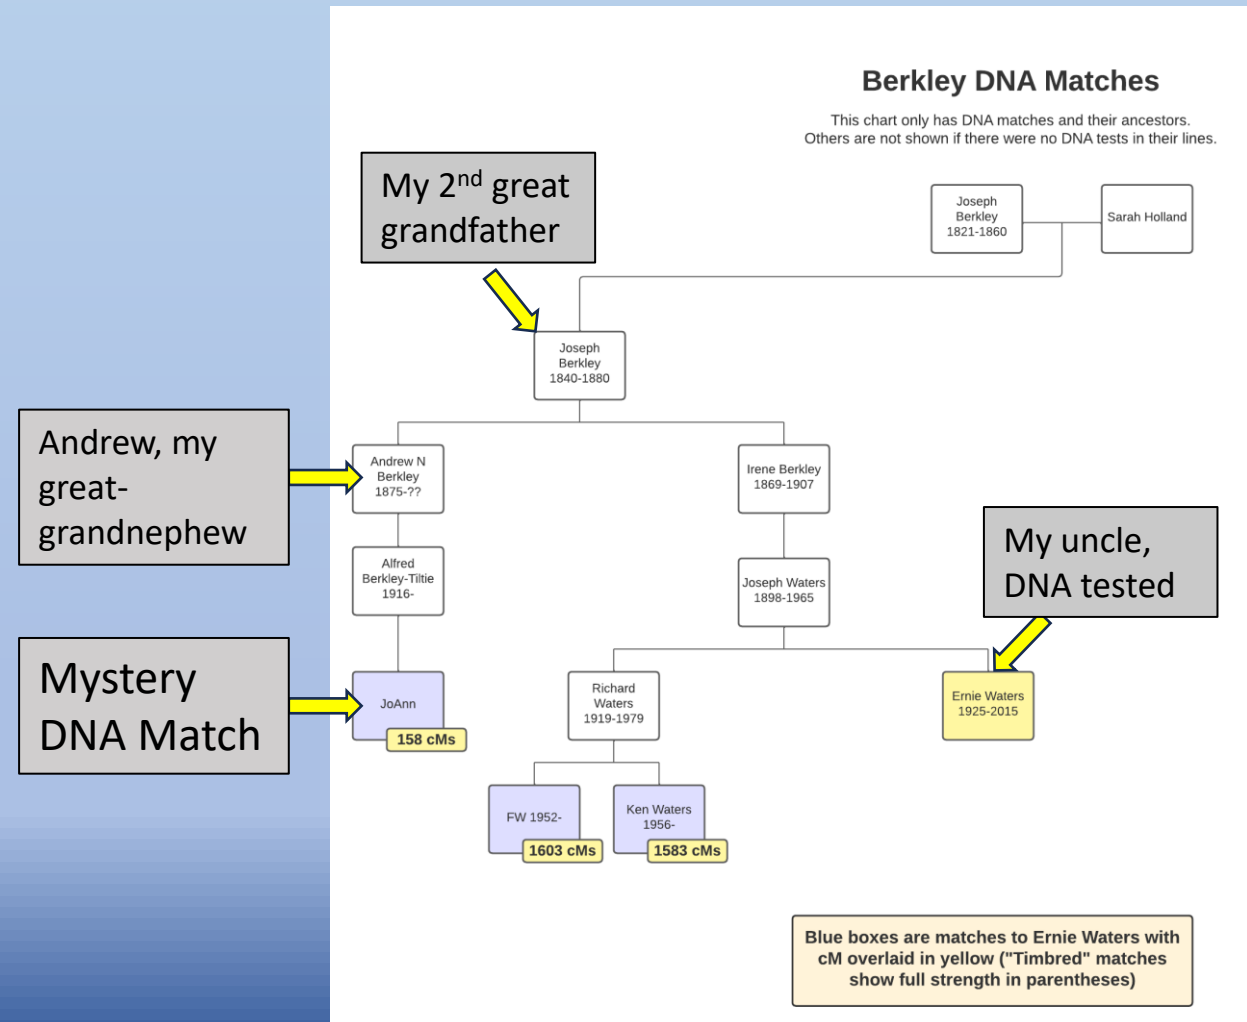 Berkley DNA Matches
This chart only has DNA matches and their ancestors.
Others are not shown if there were no DNA tests in their lines.
My 2nd great
grandfather
Joseph
Berkley
1821-1860
Sarah Holland
Joseph
Berkley
1840-1880
Andrew, my
great-
grandnephew
Andrew N
Berkley
1875-??
Irene Berkley
1869-1907
My uncle,
DNA tested
Alfred
Berkley-Tiltie
1916-
Joseph Waters
1898-1965
Mystery
DNA Match
JoAnn
158 cMs
Richard
Waters
1919-1979
Ernie Waters
1925-2015
FW 1952-
1603 cMs
Ken Waters
1956-
1583 cMs
Blue boxes are matches to Ernie Waters with
cM overlaid in yellow ("Timbred" matches
show full strength in parentheses)